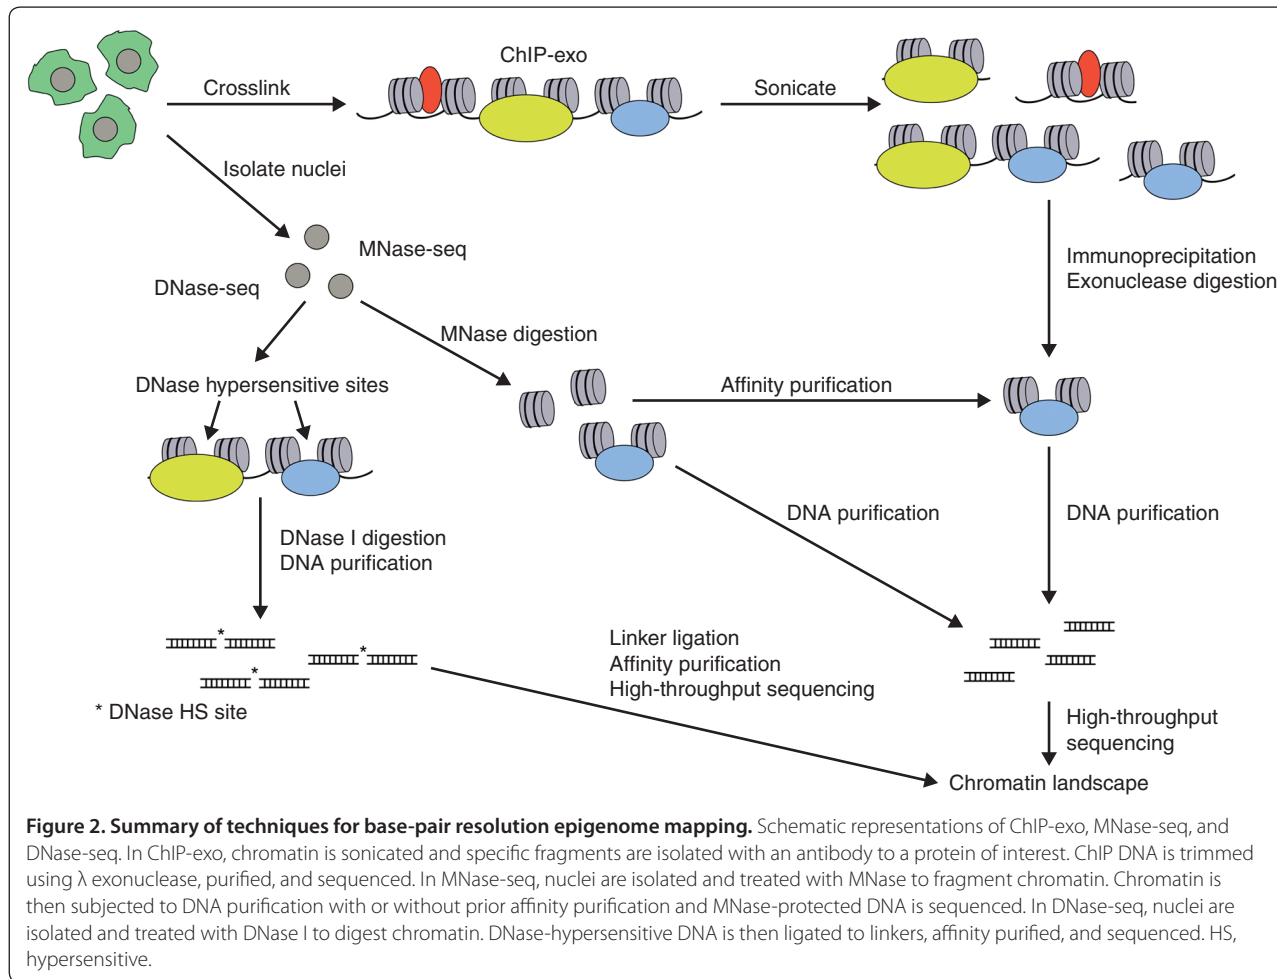 ChIP-exo
Crosslink
Sonicate
Isolate nuclei
MNase-seq
DNase-seq
Immunoprecipitation
Exonuclease digestion
MNase digestion
DNase hypersensitive sites
Affinity purification
DNA purification
DNA purification
DNase I digestion
DNA purification
Linker ligation
Affinity purification
High-throughput sequencing
*
*
*
* DNase HS site
High-throughput
sequencing
Chromatin landscape
Figure 2. Summary of techniques for base-pair resolution epigenome mapping. Schematic representations of ChIP-exo, MNase-seq, and
DNase-seq. In ChIP-exo, chromatin is sonicated and specific fragments are isolated with an antibody to a protein of interest. ChIP DNA is trimmed
using λ exonuclease, purified, and sequenced. In MNase-seq, nuclei are isolated and treated with MNase to fragment chromatin. Chromatin is
then subjected to DNA purification with or without prior affinity purification and MNase-protected DNA is sequenced. In DNase-seq, nuclei are
isolated and treated with DNase I to digest chromatin. DNase-hypersensitive DNA is then ligated to linkers, affinity purified, and sequenced. HS,
hypersensitive.